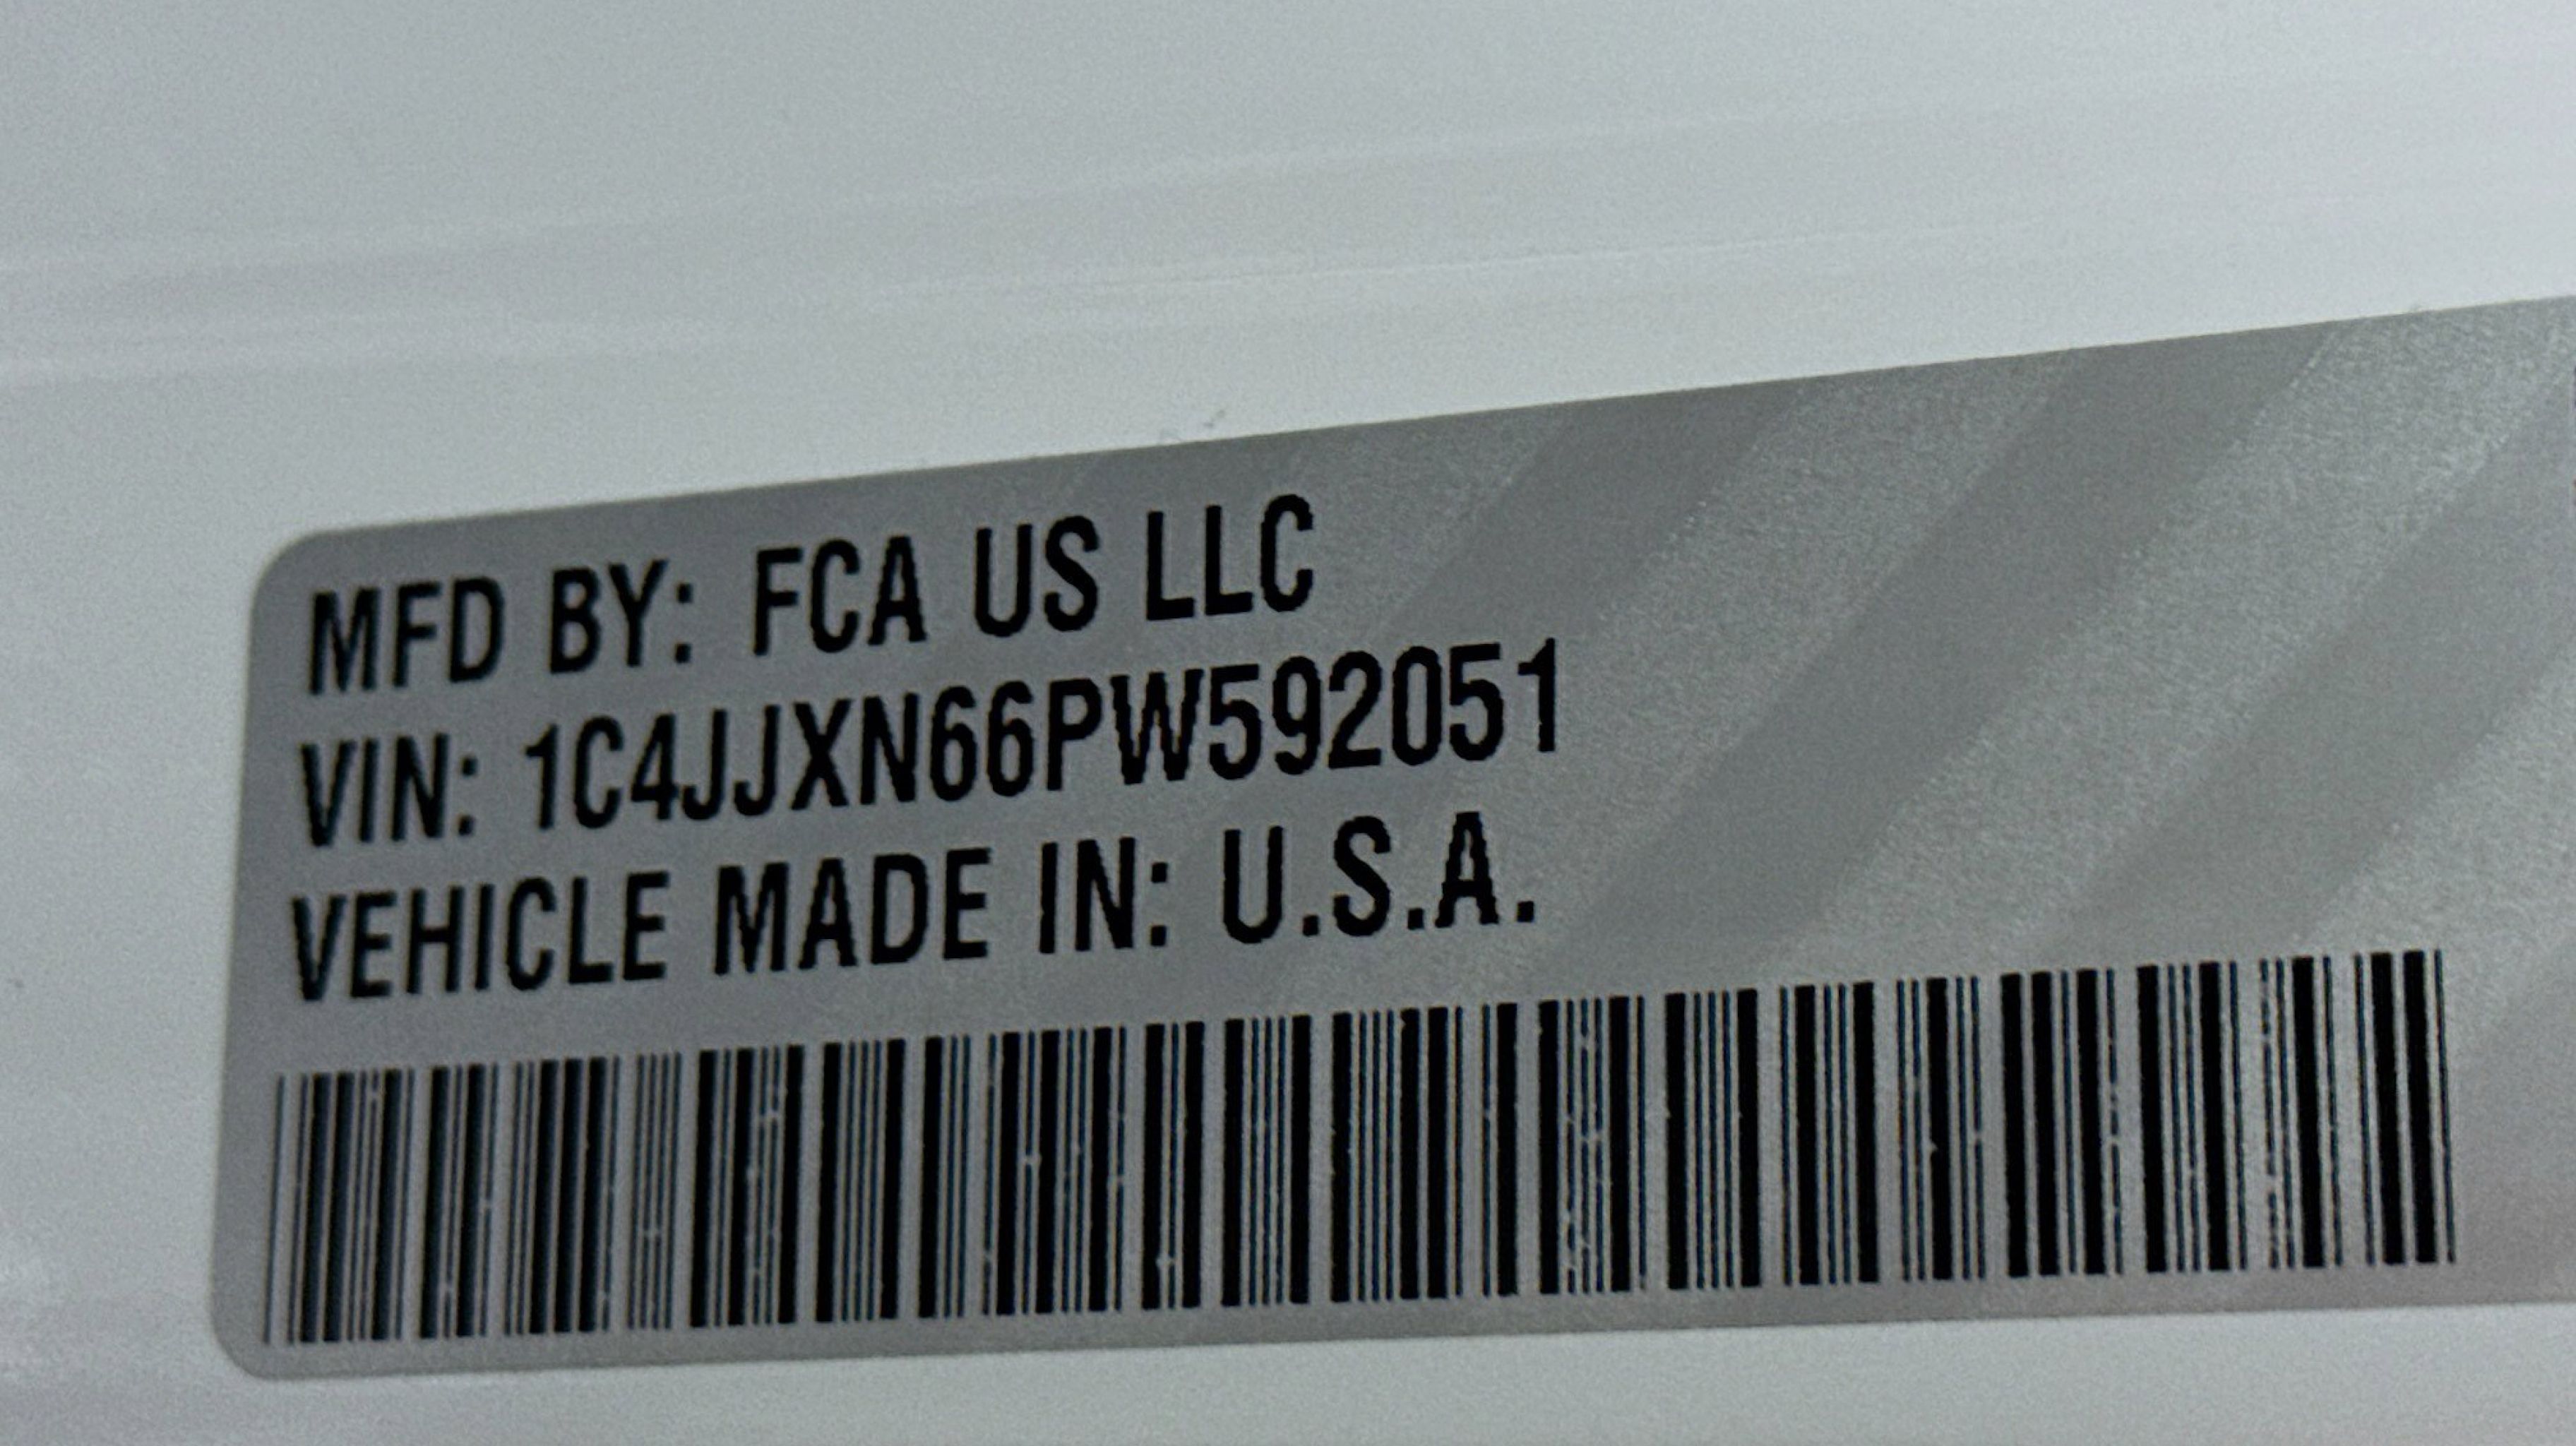 MFD BY: FCA US LLC
VIN: 1C4JJXN66PW592051
VEHICLE MADE IN: U.S.A.